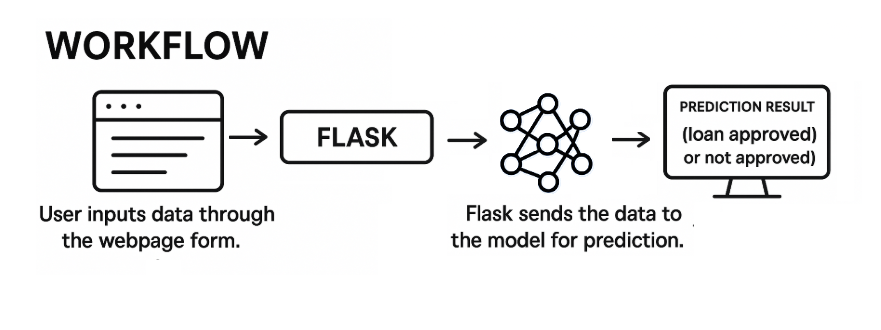 WORKFLOW
FLASK
PREDICTION RESULT
(loan approved)
or not approved)
User inputs data through
the webpage form.
Flask sends the data to
the model for prediction.